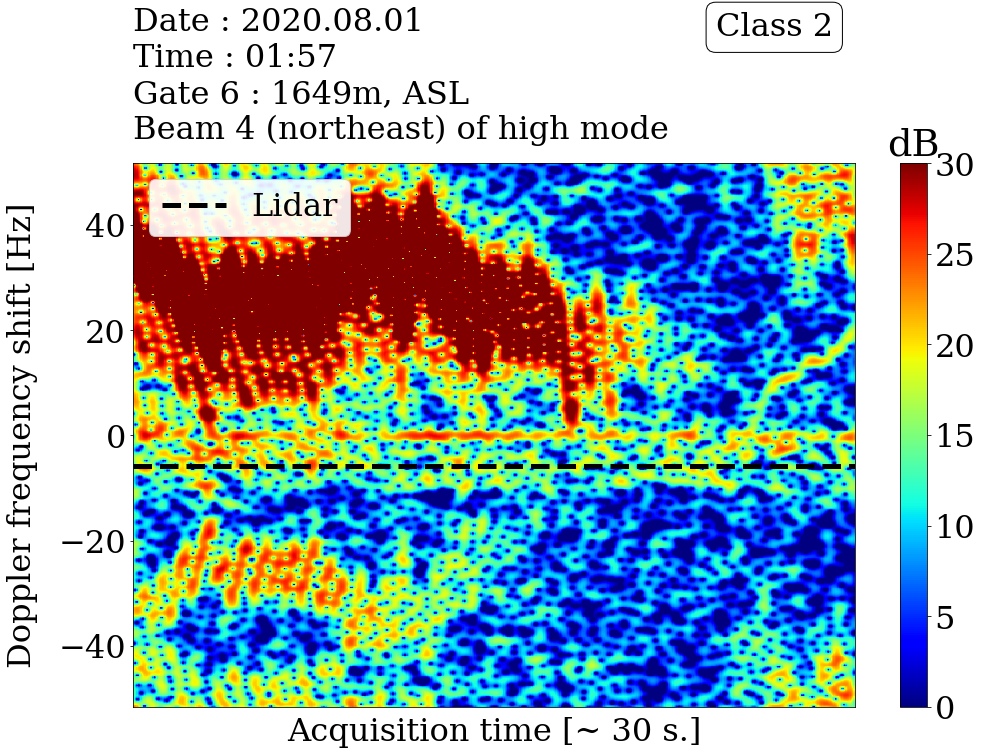 Date : 2020.08.01
Time : 01:57
Gate 6 : 1649m, ASL
Beam 4 (northeast) of high mode
Class 2
dB
Lidar
Doppler frequency shift [Hz]
40
20
0
−20
−40
30
25
20
15
10
5
0
Acquisition time [~ 30 s.]